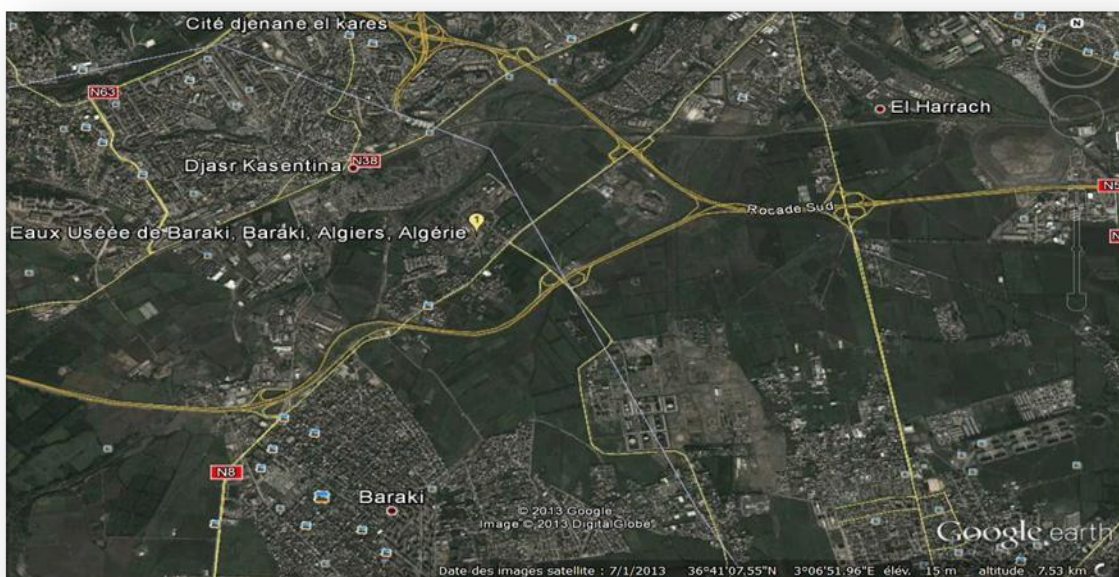 Cité djenane el kares
N
N63
El Harrach
Djasr Kasentina
N38
N5
Rocade Sud
1
Eaux Uséée de Baraki, Baraki, Algiers, Algérie
N
N8
Baraki
© 2013 Google
Image © 2013 DigitalGlobe
Google earth
Date des images satellite : 7/1/2013 36°41'07.55"N 3°06'51.96"E élév. 15 m altitude 7.53 km